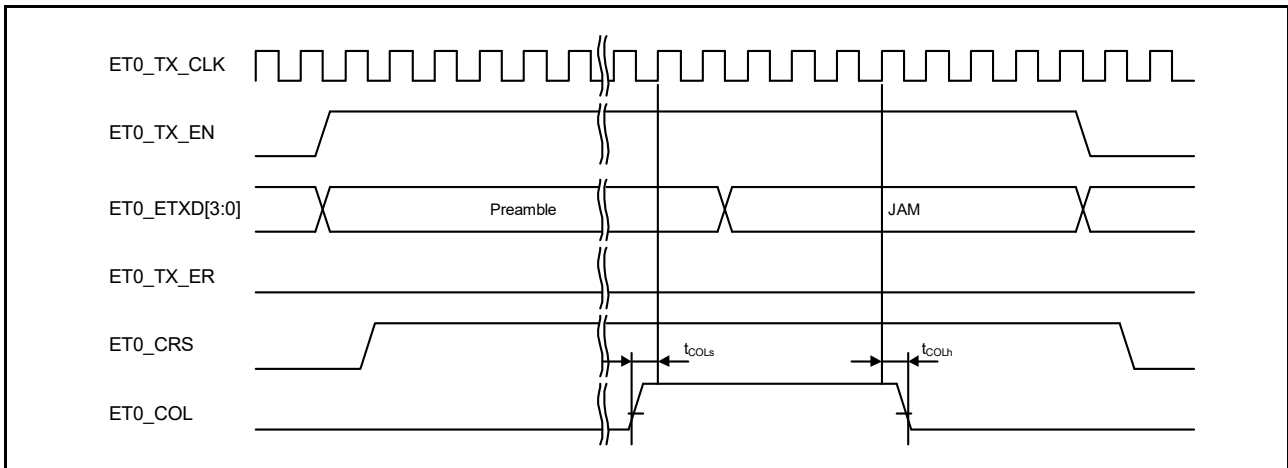 ET0_TX_CLK
ET0_TX_EN
ET0_ETXD[3:0]
Preamble
JAM
ET0_TX_ER
ET0_CRS
tCOLs
tCOLh
ET0_COL